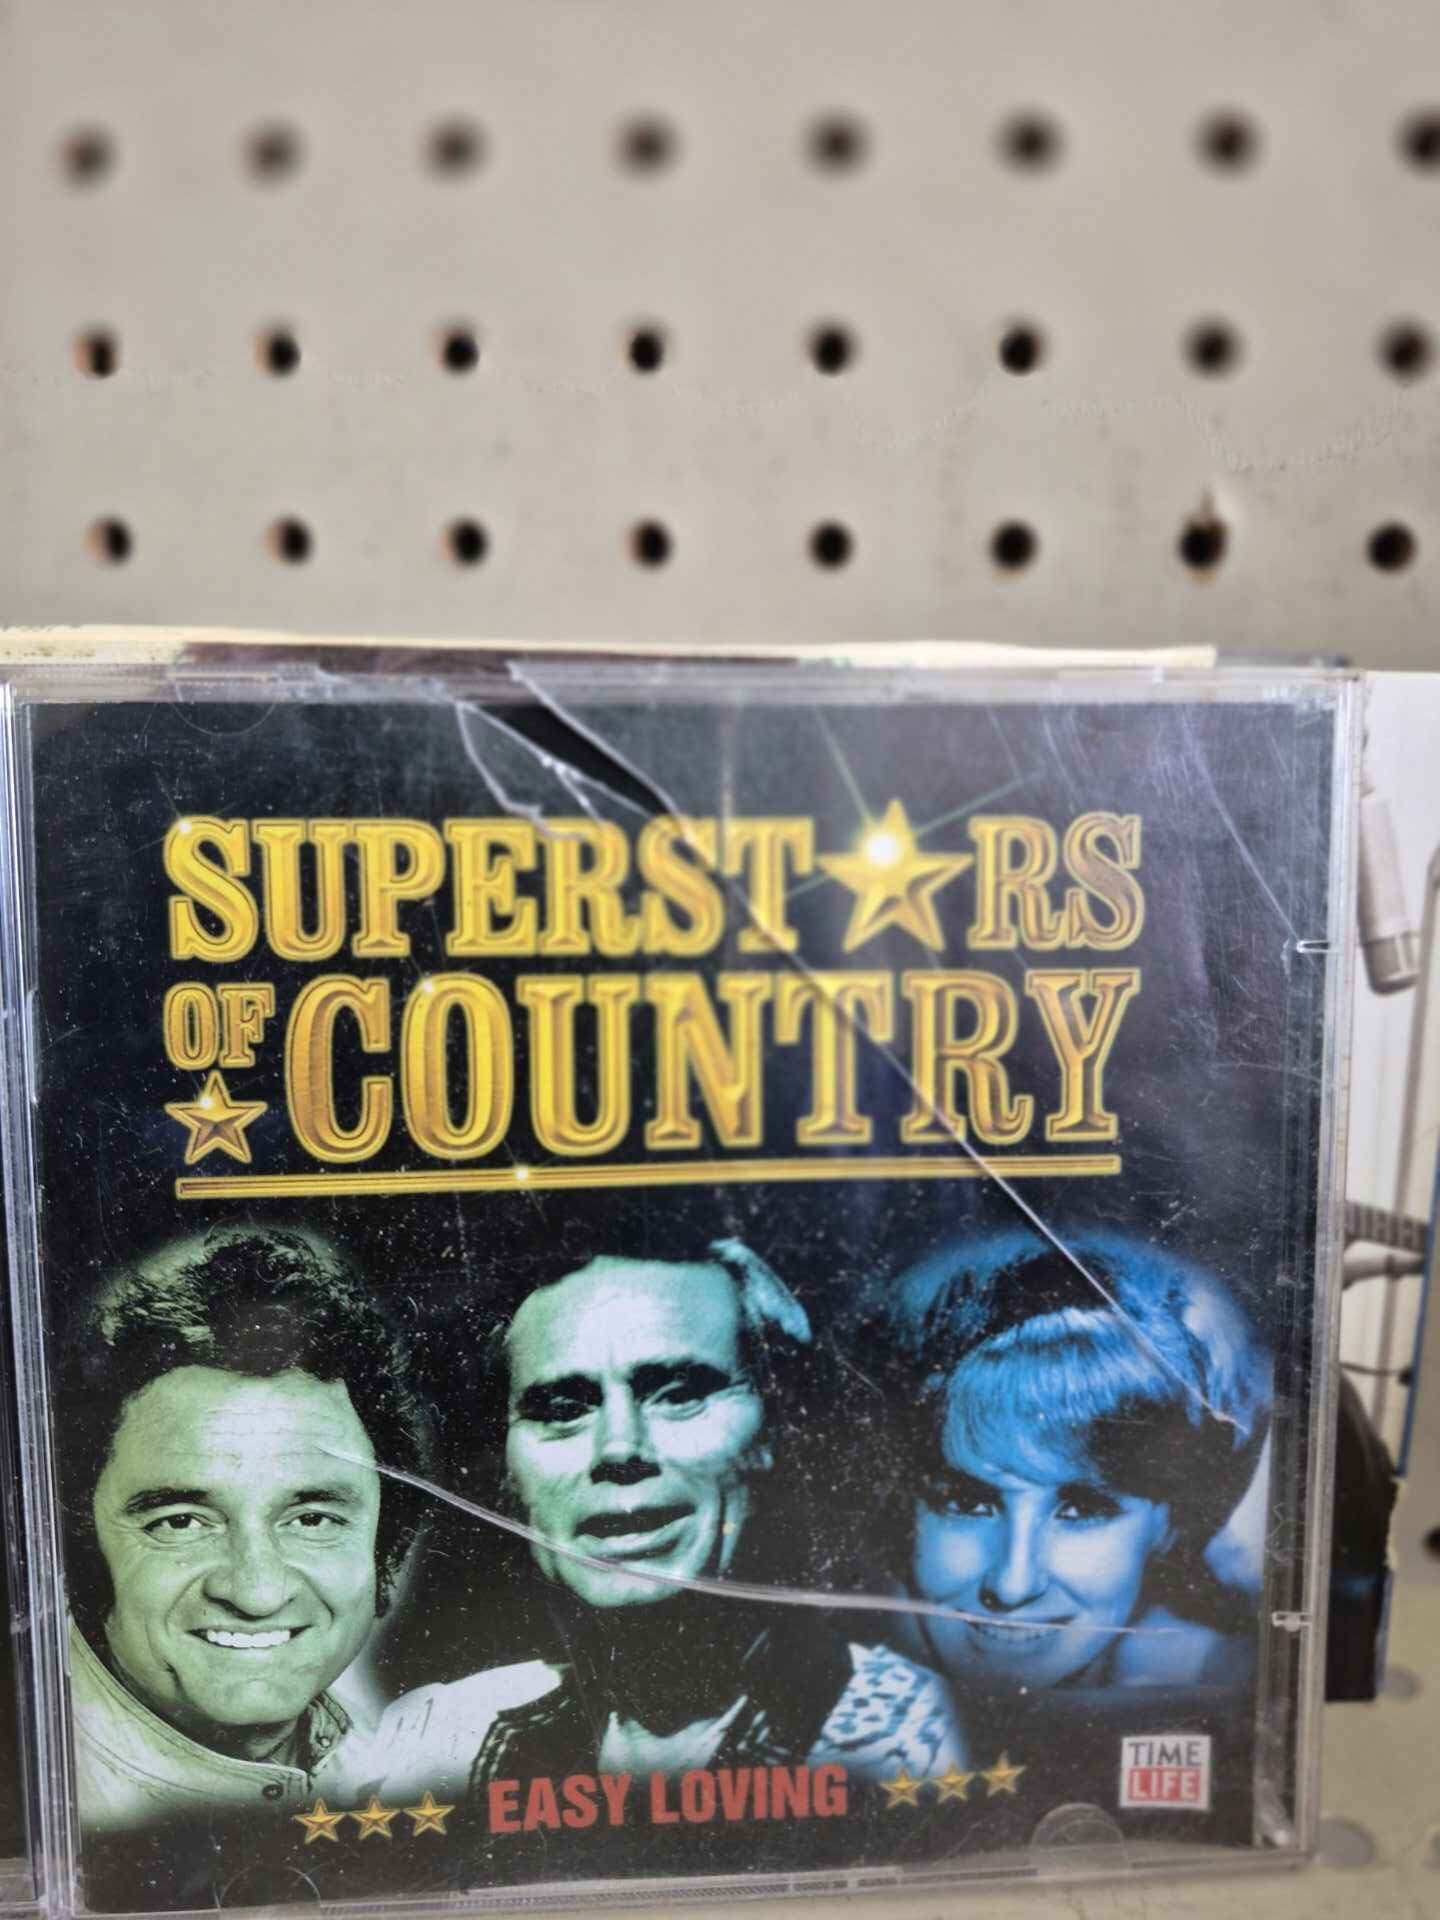 SUPERSTARS
OF COUNTRY
EASY LOVING
TIME
LIFE